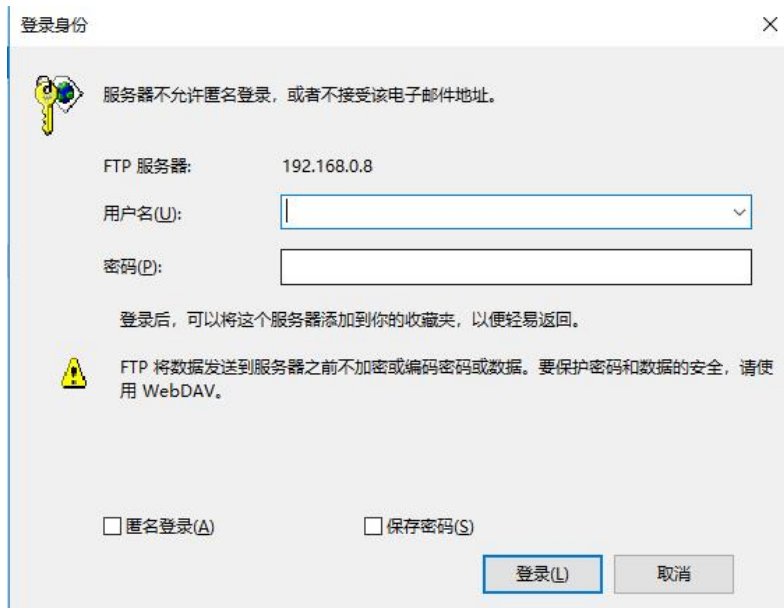 登录身份
服务器不允许匿名登录，或者不接受该电子邮件地址。
FTP 服务器: 192.168.0.8
用户名(U):
密码(P):
登录后，可以将这个服务器添加到你的收藏夹，以便轻易返回。
FTP 将数据发送到服务器之前不加密或编码密码或数据。要保护密码和数据的安全，请使
用 WebDAV。
匿名登录(A) 保存密码(S)
登录(L) 取消